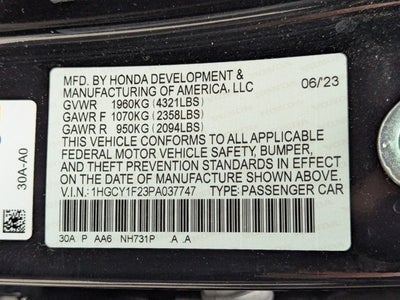 MFD. BY HONDA DEVELOPMENT &
MANUFACTURING OF AMERICA, LLC 06/23
GVWR 1960KG (4321LBS)
GAWR F 1070KG (2358LBS)
GAWR R 950KG (2094LBS)
THIS VEHICLE CONFORMS TO ALL APPLICABLE
FEDERAL MOTOR VEHICLE SAFETY, BUMPER,
AND THEFT PREVENTION STANDARDS IN EFFECT
ON THE DATE OF MANUFACTURE SHOWN ABOVE.
V.I.N.: 1HGCY1F23PA037747 TYPE: PASSENGER CAR
30A P AA6 NH731P .A .A
30A-A0